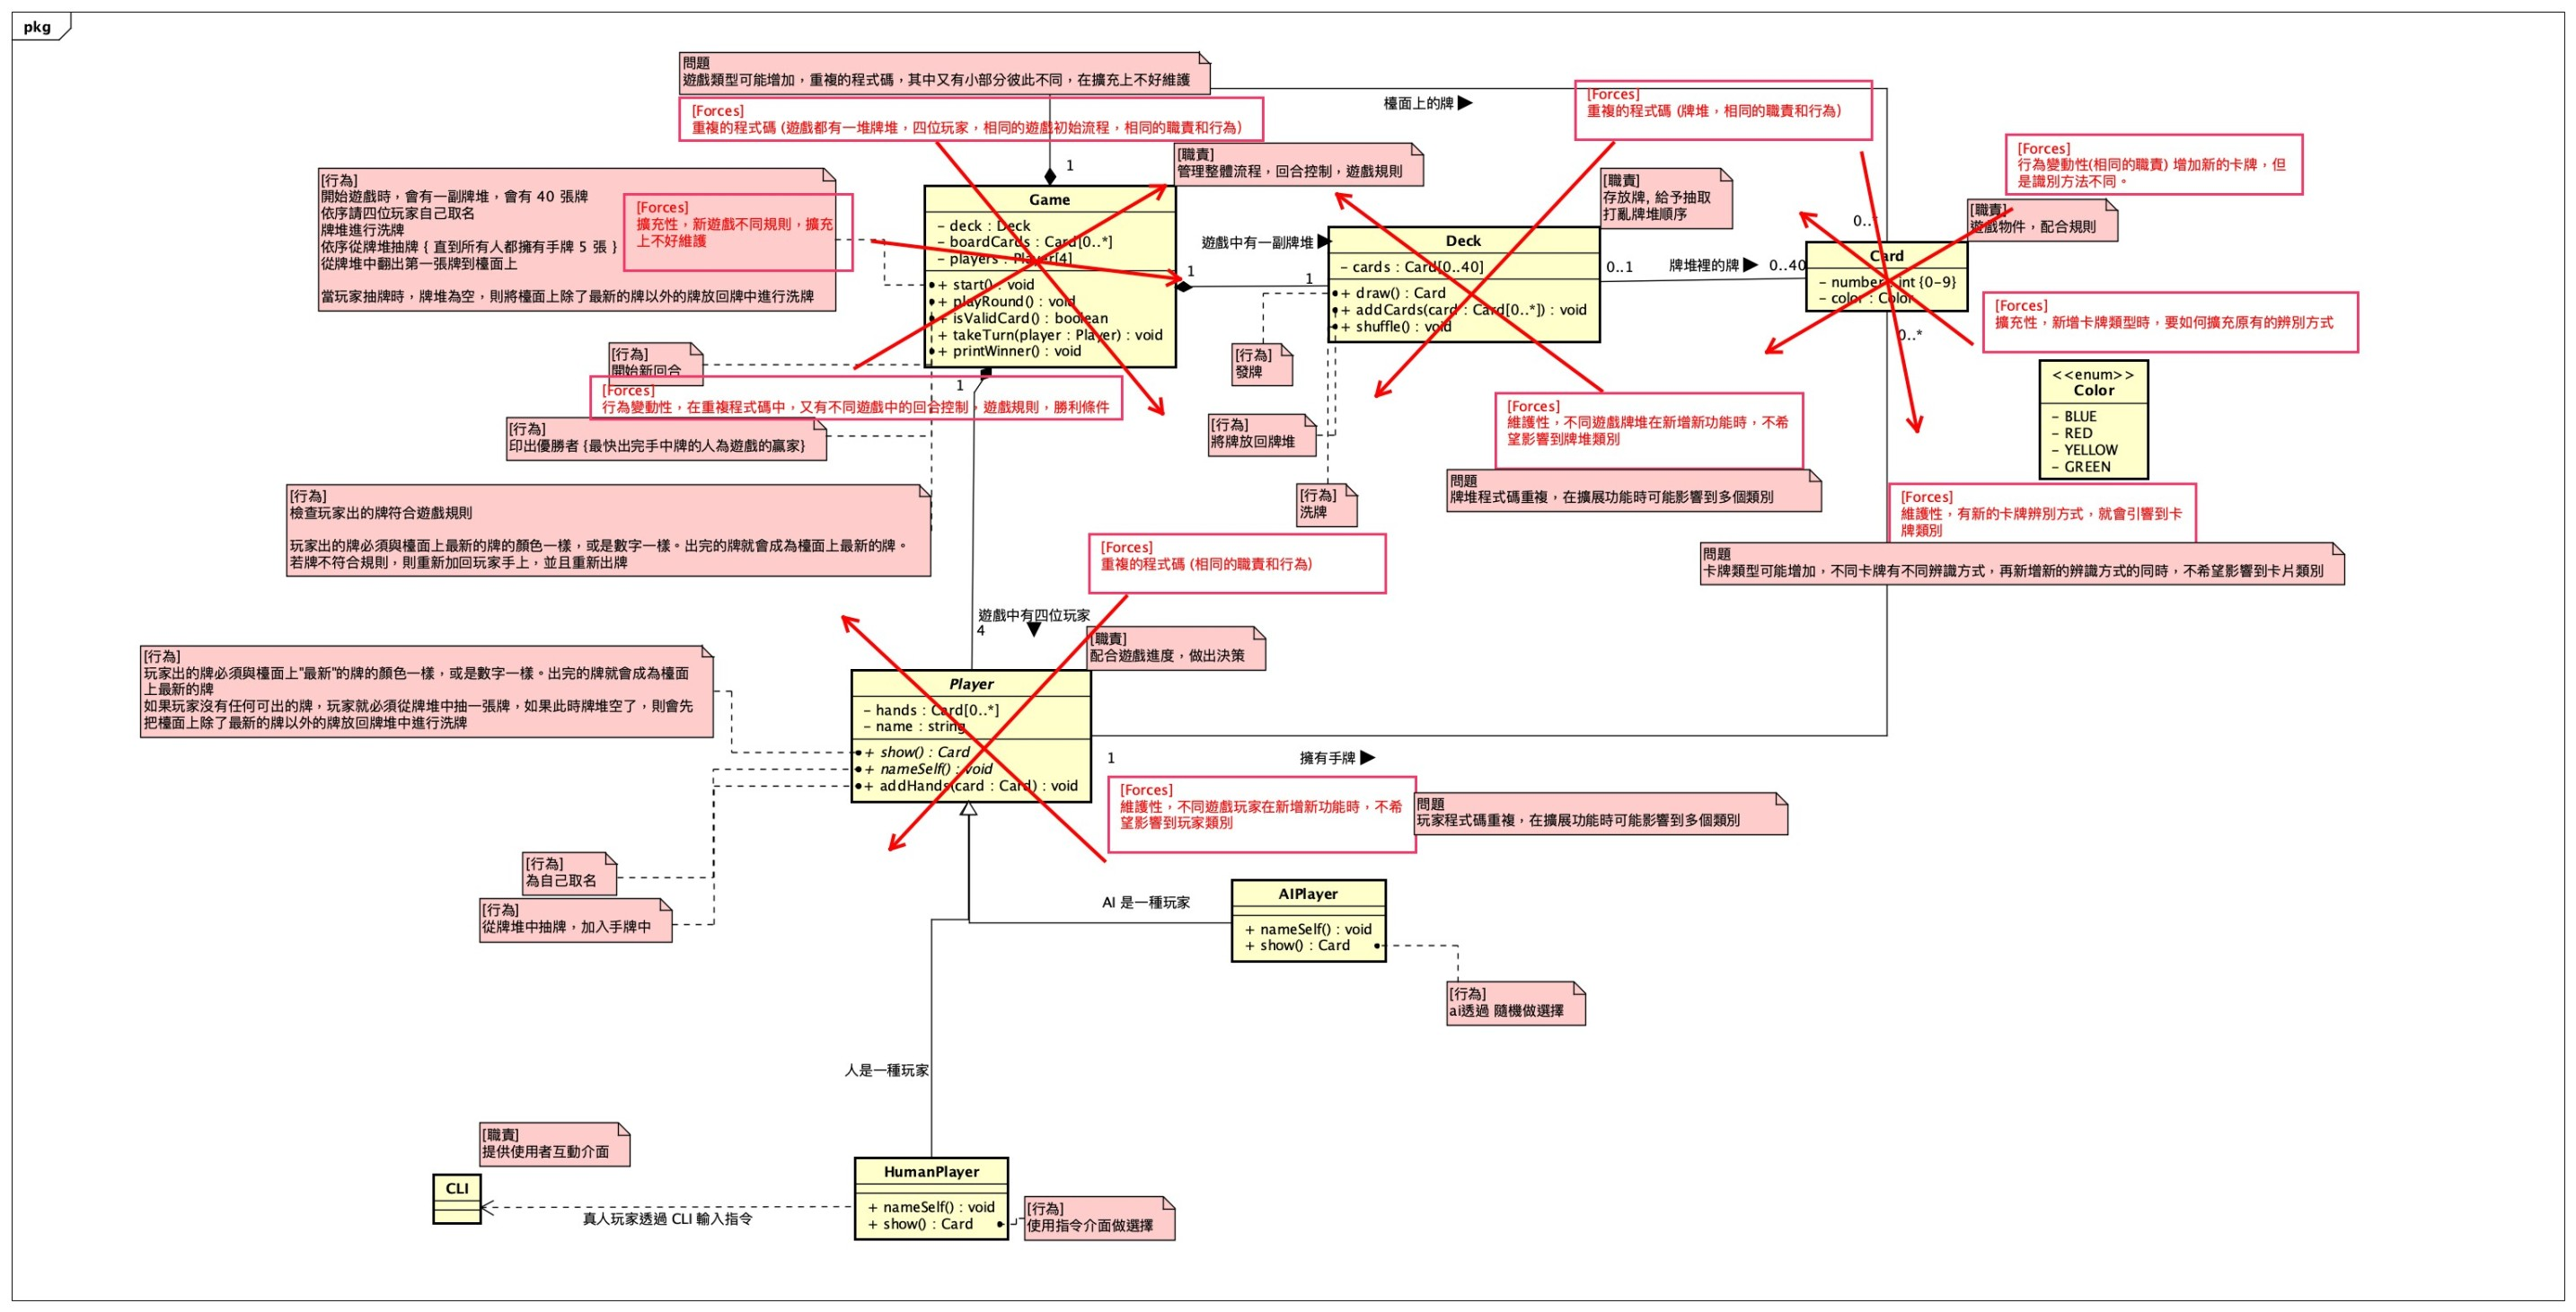 pkg
問題
遊戲類型可能增加，重複的程式碼，其中又有小部分彼此不同，在擴充上不好維護
[Forces]
重複的程式碼 (遊戲都有一堆牌堆，四位玩家，相同的遊戲初始流程，相同的職責和行為)
檯面上的牌
[Forces]
重複的程式碼 (牌堆，相同的職責和行為)
[Forces]
行為變動性(相同的職責) 增加新的卡牌，但
是識別方法不同。
1
[職責]
管理整體流程，回合控制，遊戲規則
[行為]
開始遊戲時，會有一副牌堆，會有 40 張牌
依序請四位玩家自己取名
牌堆進行洗牌
依序從牌堆抽牌 { 直到所有人都擁有手牌 5 張 }
從牌堆中翻出第一張牌到檯面上
當玩家抽牌時，牌堆為空，則將檯面上除了最新的牌以外的牌放回牌中進行洗牌
[Forces]
擴充性，新遊戲不同規則，擴充
上不好維護
Game
- deck : Deck
- boardCards : Card[0..*]
- players : Player[4]
+ start() : void
+ playRound() : void
+ isValidCard() : boolean
+ takeTurn(player : Player) : void
+ printWinner() : void
遊戲中有一副牌堆
1
1
[職責]
存放牌, 給予抽取
打亂牌堆順序
Deck
- cards : Card[0..40]
+ draw() : Card
+ addCards(card : Card[0..*]) : void
+ shuffle() : void
0..1
牌堆裡的牌
0..40
0..*
[職責]
遊戲物件，配合規則
Card
- number : int {0-9}
- color : Color
0..*
[Forces]
擴充性，新增卡牌類型時，要如何擴充原有的辨別方式
<<enum>>
Color
- BLUE
- RED
- YELLOW
- GREEN
[行為]
開始新回合
[行為]
發牌
1
[Forces]
行為變動性，在重複程式碼中，又有不同遊戲中的回合控制，遊戲規則，勝利條件
[行為]
印出優勝者 {最快出完手中牌的人為遊戲的贏家}
[行為]
將牌放回牌堆
[Forces]
維護性，不同遊戲牌堆在新增新功能時，不希
望影響到牌堆類別
問題
牌堆程式碼重複，在擴展功能時可能影響到多個類別
[行為]
洗牌
[Forces]
維護性，有新的卡牌辨別方式，就會引響到卡
牌類別
問題
卡牌類型可能增加，不同卡牌有不同辨識方式，再新增新的辨識方式的同時，不希望影響到卡片類別
[行為]
檢查玩家出的牌符合遊戲規則
玩家出的牌必須與檯面上最新的牌的顏色一樣，或是數字一樣。出完的牌就會成為檯面上最新的牌。
若牌不符合規則，則重新加回玩家手上，並且重新出牌
[Forces]
重複的程式碼 (相同的職責和行為)
遊戲中有四位玩家
4
[職責]
配合遊戲進度，做出決策
[行為]
玩家出的牌必須與檯面上"最新"的牌的顏色一樣，或是數字一樣。出完的牌就會成為檯面
上最新的牌
如果玩家沒有任何可出的牌，玩家就必須從牌堆中抽一張牌，如果此時牌堆空了，則會先
把檯面上除了最新的牌以外的牌放回牌堆中進行洗牌
Player
- hands : Card[0..*]
- name : string
+ show() : Card
+ nameSelf() : void
+ addHands(card : Card) : void
1
擁有手牌
[Forces]
維護性，不同遊戲玩家在新增新功能時，不希
望影響到玩家類別
問題
玩家程式碼重複，在擴展功能時可能影響到多個類別
[行為]
為自己取名
[行為]
從牌堆中抽牌，加入手牌中
AI 是一種玩家
AIPlayer
+ nameSelf() : void
+ show() : Card
[行為]
ai透過 隨機做選擇
人是一種玩家
[職責]
提供使用者互動介面
CLI
真人玩家透過 CLI 輸入指令
HumanPlayer
+ nameSelf() : void
+ show() : Card
[行為]
使用指令介面做選擇